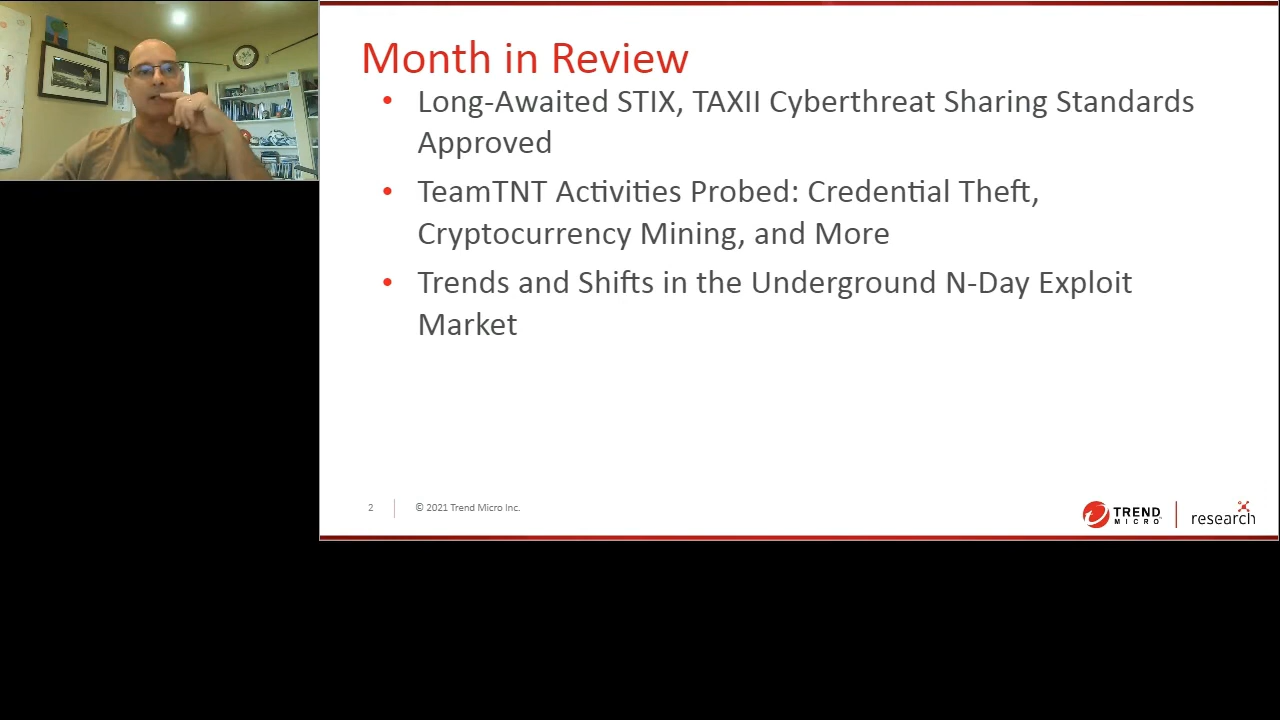 Month in Review
• Long-Awaited STIX, TAXII Cyberthreat Sharing Standards
Approved
• TeamTNT Activities Probed: Credential Theft,
Cryptocurrency Mining, and More
• Trends and Shifts in the Underground N-Day Exploit
Market
2
© 2021 Trend Micro Inc.
TREND
MICRO
research